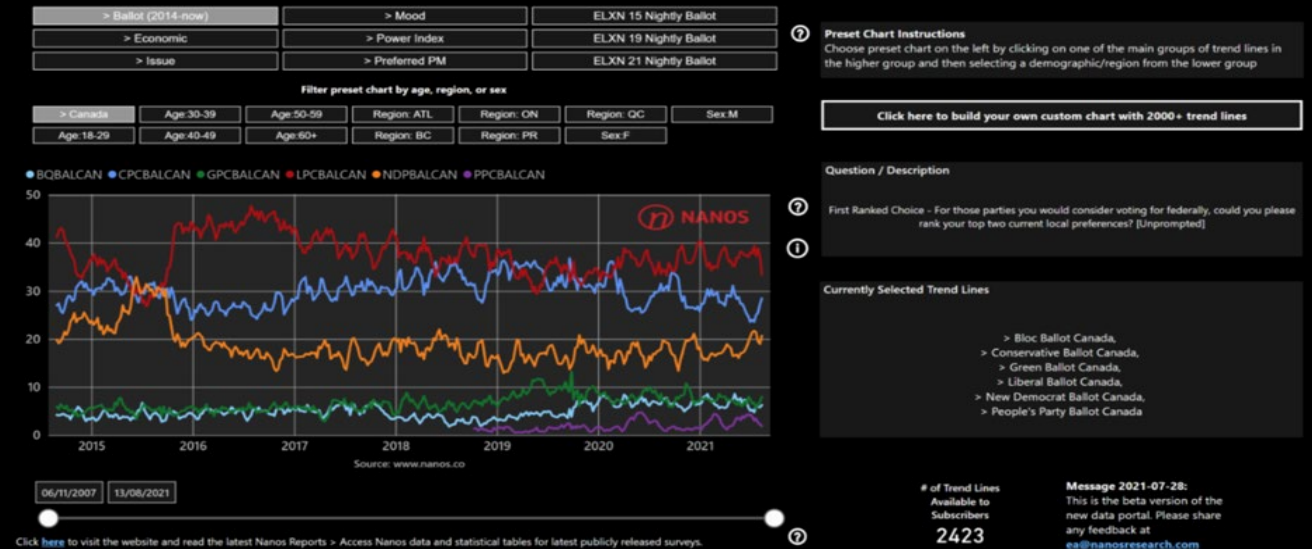 > Ballot (2014-now)
> Mood
ELXN 15 Nightly Ballot
> Economic
> Power Index
ELXN 19 Nightly Ballot
> Issue
> Preferred PM
ELXN 21 Nightly Ballot
Filter preset chart by age, region, or sex
> Canada
Age:30-39
Age:50-59
Region: ATL
Region: ON
Region: QC
Sex:M
Age:18-29
Age:40-49
Age:60+
Region: BC
Region: PR
Sex:F
BQBALCAN CPCBALCAN GPCBALCAN LPCBALCAN NDPBALCAN PPCBALCAN
50
40
30
20
10
0
n NANOS
2015 2016 2017 2018 2019 2020 2021
Source: www.nanos.co
06/11/2007
13/08/2021
Click here to visit the website and read the latest Nanos Reports > Access Nanos data and statistical tables for latest publicly released surveys.
?
Preset Chart Instructions
Choose preset chart on the left by clicking on one of the main groups of trend lines in
the higher group and then selecting a demographic/region from the lower group
Click here to build your own custom chart with 2000+ trend lines
Question / Description
?
First Ranked Choice - For those parties you would consider voting for federally, could you please
rank your top two current local preferences? [Unprompted]
i
Currently Selected Trend Lines
> Bloc Ballot Canada,
> Conservative Ballot Canada,
> Green Ballot Canada,
> Liberal Ballot Canada,
> New Democrat Ballot Canada,
> People's Party Ballot Canada
# of Trend Lines
Available to
Subscribers
2423
?
Message 2021-07-28:
This is the beta version of the
new data portal. Please share
any feedback at
ea@nanosresearch.com